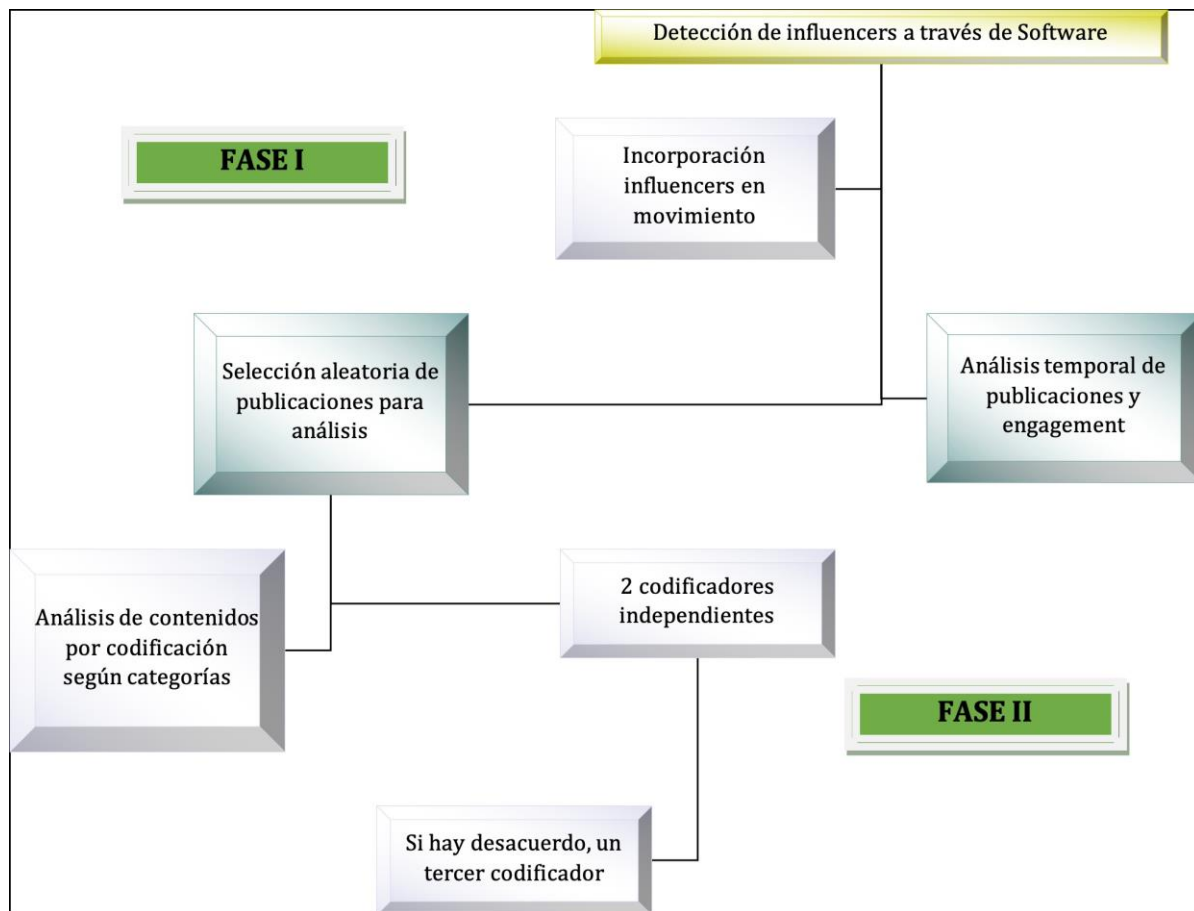 Detección de influencers a través de Software
FASE I
Incorporación
influencers en
movimiento
Selección aleatoria de
publicaciones para
análisis
Análisis temporal de
publicaciones y
engagement
Análisis de contenidos
por codificación
según categorías
2 codificadores
independientes
FASE II
Si hay desacuerdo, un
tercer codificador